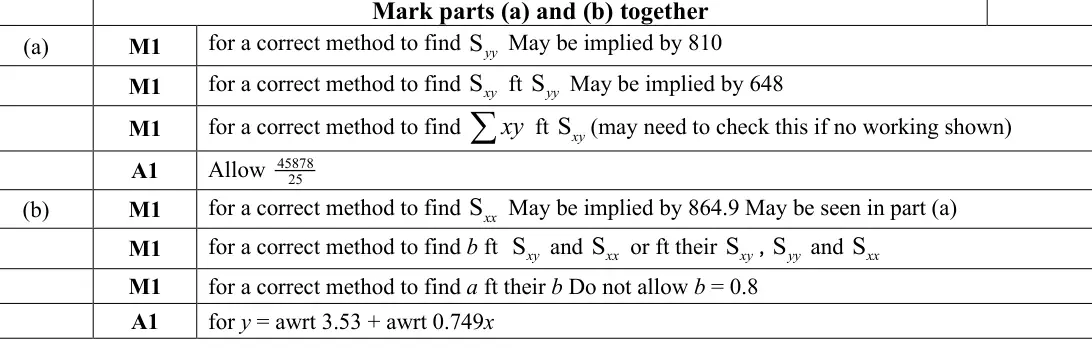 Mark parts (a) and (b) together
(a) M1 for a correct method to find S_yy May be implied by 810
M1 for a correct method to find S_xy ft S_yy May be implied by 648
M1 for a correct method to find ∑xy ft S_xy (may need to check this if no working shown)
A1 Allow 45878/25
(b) M1 for a correct method to find S_xx May be implied by 864.9 May be seen in part (a)
M1 for a correct method to find b ft S_xy and S_xx or ft their S_xy , S_yy and S_xx
M1 for a correct method to find a ft their b Do not allow b = 0.8
A1 for y = awrt 3.53 + awrt 0.749x